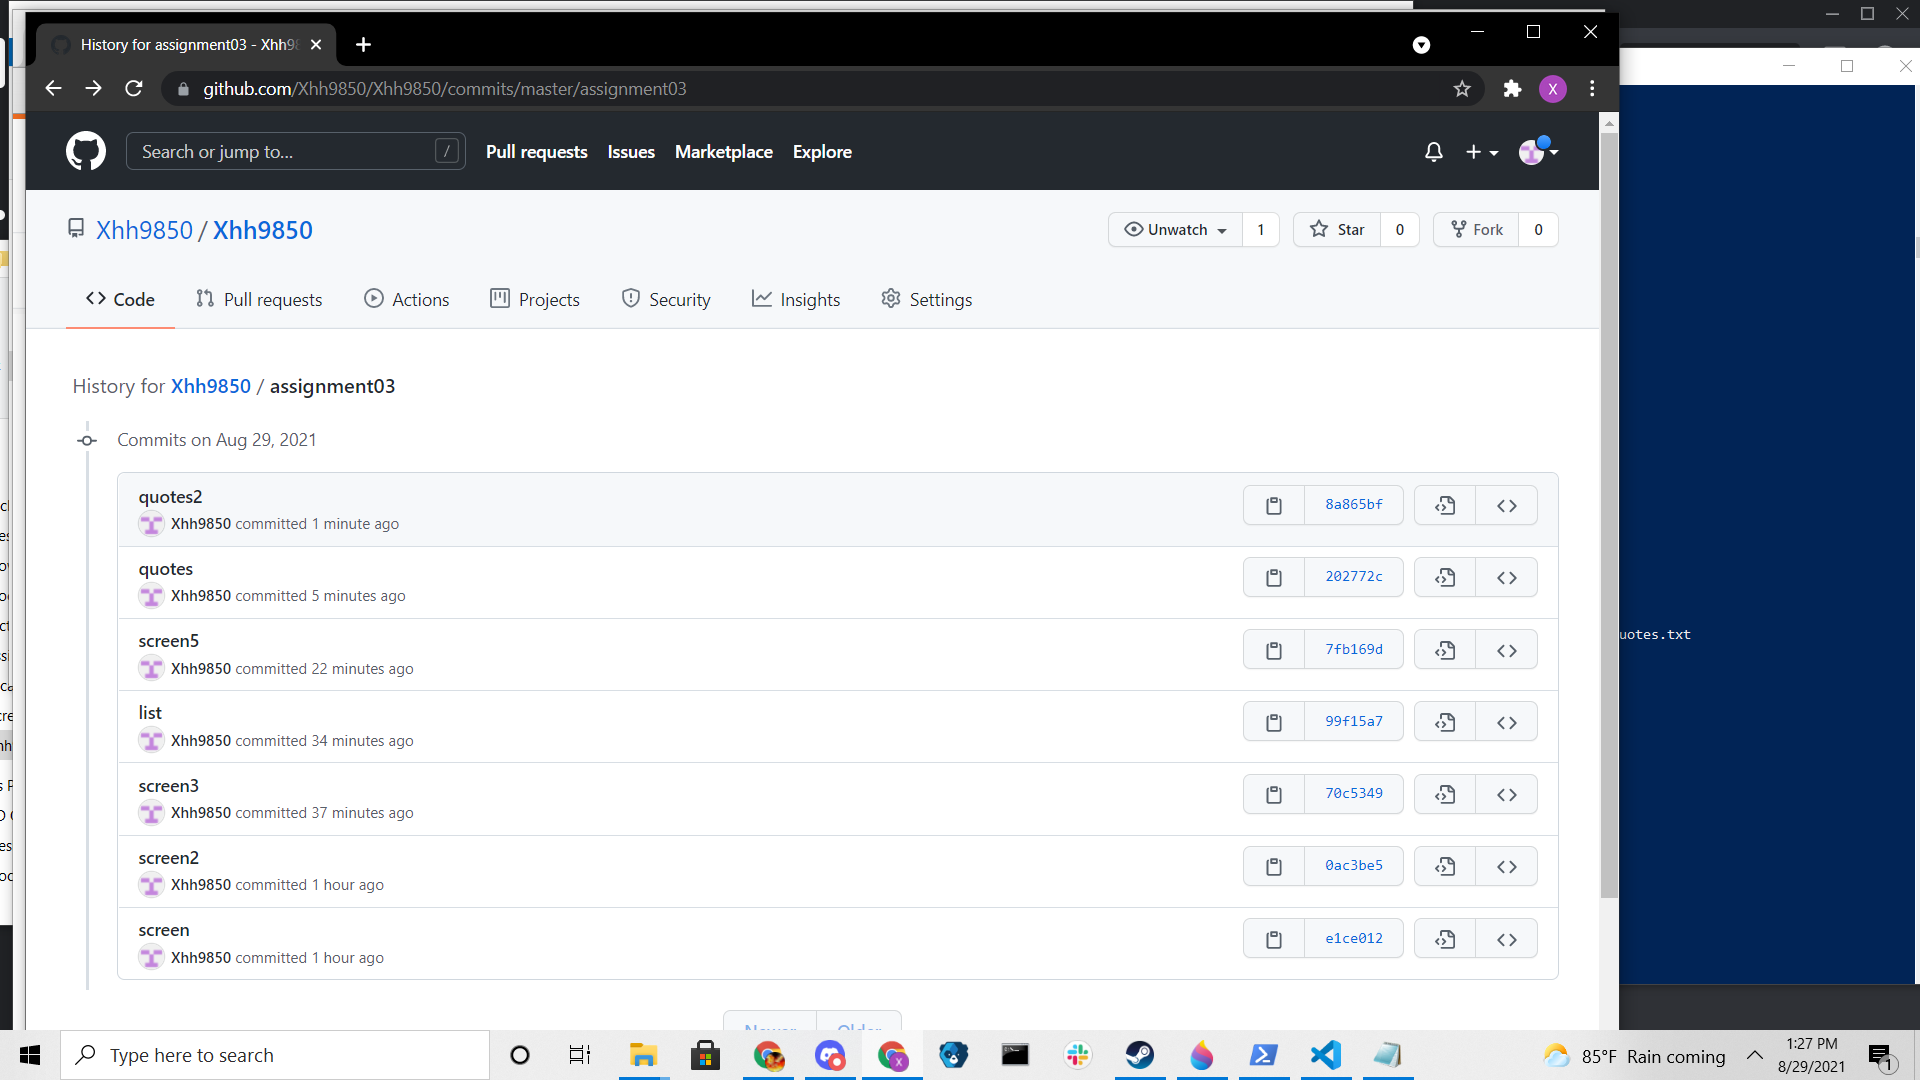 History for assignment03 - Xhh98
github.com/Xhh9850/Xhh9850/commits/master/assignment03
X
Search or jump to...
/
Pull requests
Issues
Marketplace
Explore
Xhh9850 / Xhh9850
Unwatch
1
Star
0
Fork
0
Code
Pull requests
Actions
Projects
Security
Insights
Settings
History for Xhh9850 / assignment03
Commits on Aug 29, 2021
quotes2
Xhh9850 committed 1 minute ago
8a865bf
quotes
Xhh9850 committed 5 minutes ago
202772c
screen5
Xhh9850 committed 22 minutes ago
7fb169d
uotes.txt
list
Xhh9850 committed 34 minutes ago
99f15a7
screen3
Xhh9850 committed 37 minutes ago
70c5349
screen2
Xhh9850 committed 1 hour ago
0ac3be5
screen
Xhh9850 committed 1 hour ago
e1ce012
Newer
Older
Type here to search
X
85°F Rain coming
1:27 PM
8/29/2021
1